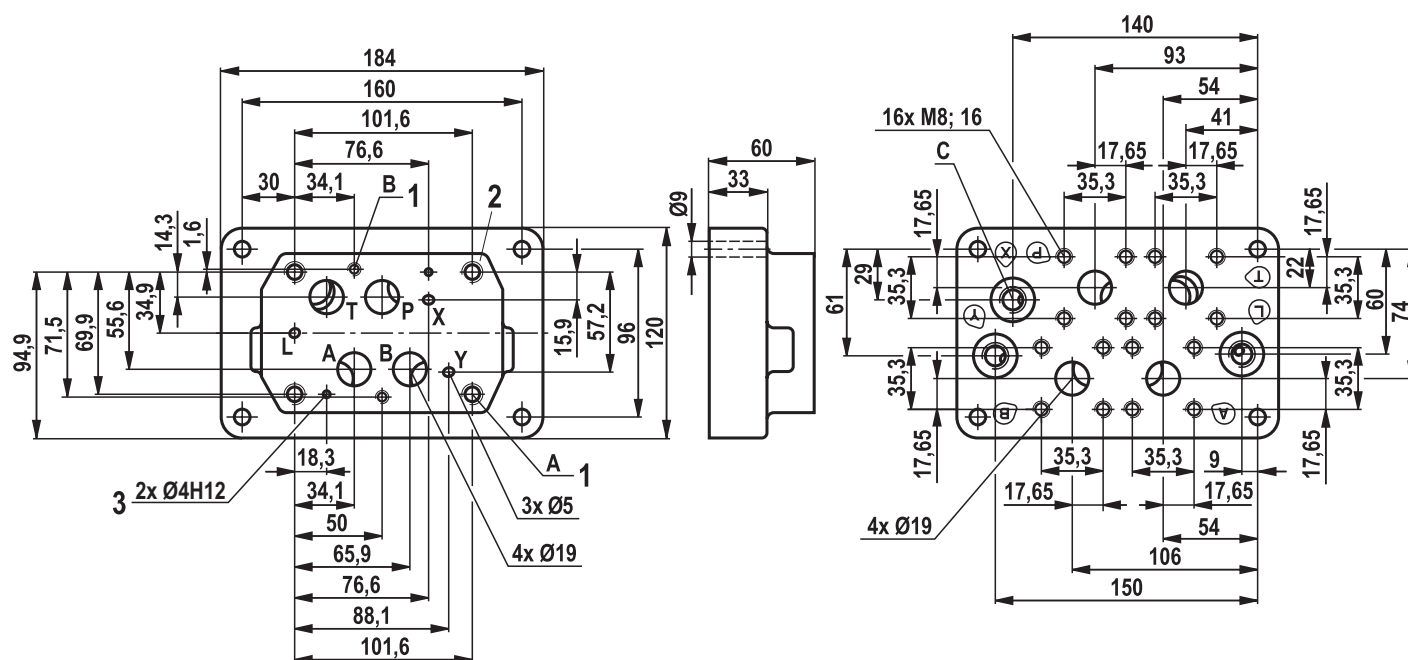 184
160
101,6
76,6
30
34,1
B 1
2
14,3
1,6
94,9
71,5
69,9
55,6
34,9
T
P
X
L
A
B
Y
15,9
57,2
96
120
18,3
3 2x Ø4H12
34,1
50
65,9
76,6
88,1
101,6
A 1
3x Ø5
4x Ø19
60
33
Ø9
140
93
54
41
16x M8; 16
C
17,65
17,65
35,3
35,3
17,65
29
61
35,3
35,3
17,65
X
P
T
L
Y
B
A
17,65
22
35,3
60
74
35,3
17,65
35,3
35,3
9
17,65
17,65
4x Ø19
54
106
150